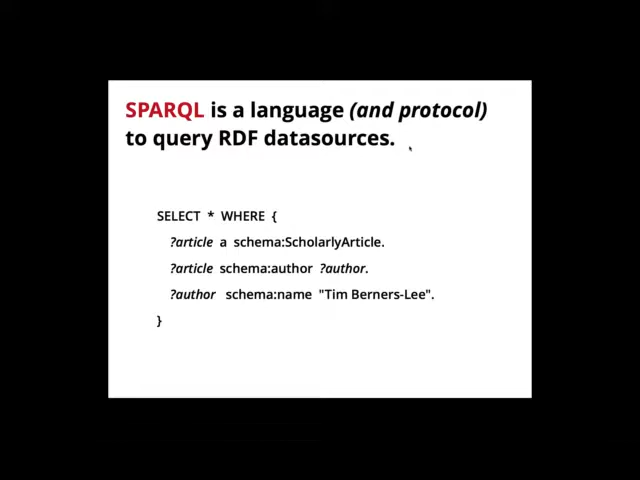 SPARQL is a language (and protocol)
to query RDF datasources.
SELECT * WHERE {
?article a schema:ScholarlyArticle.
?article schema:author ?author.
?author schema:name "Tim Berners-Lee".
}